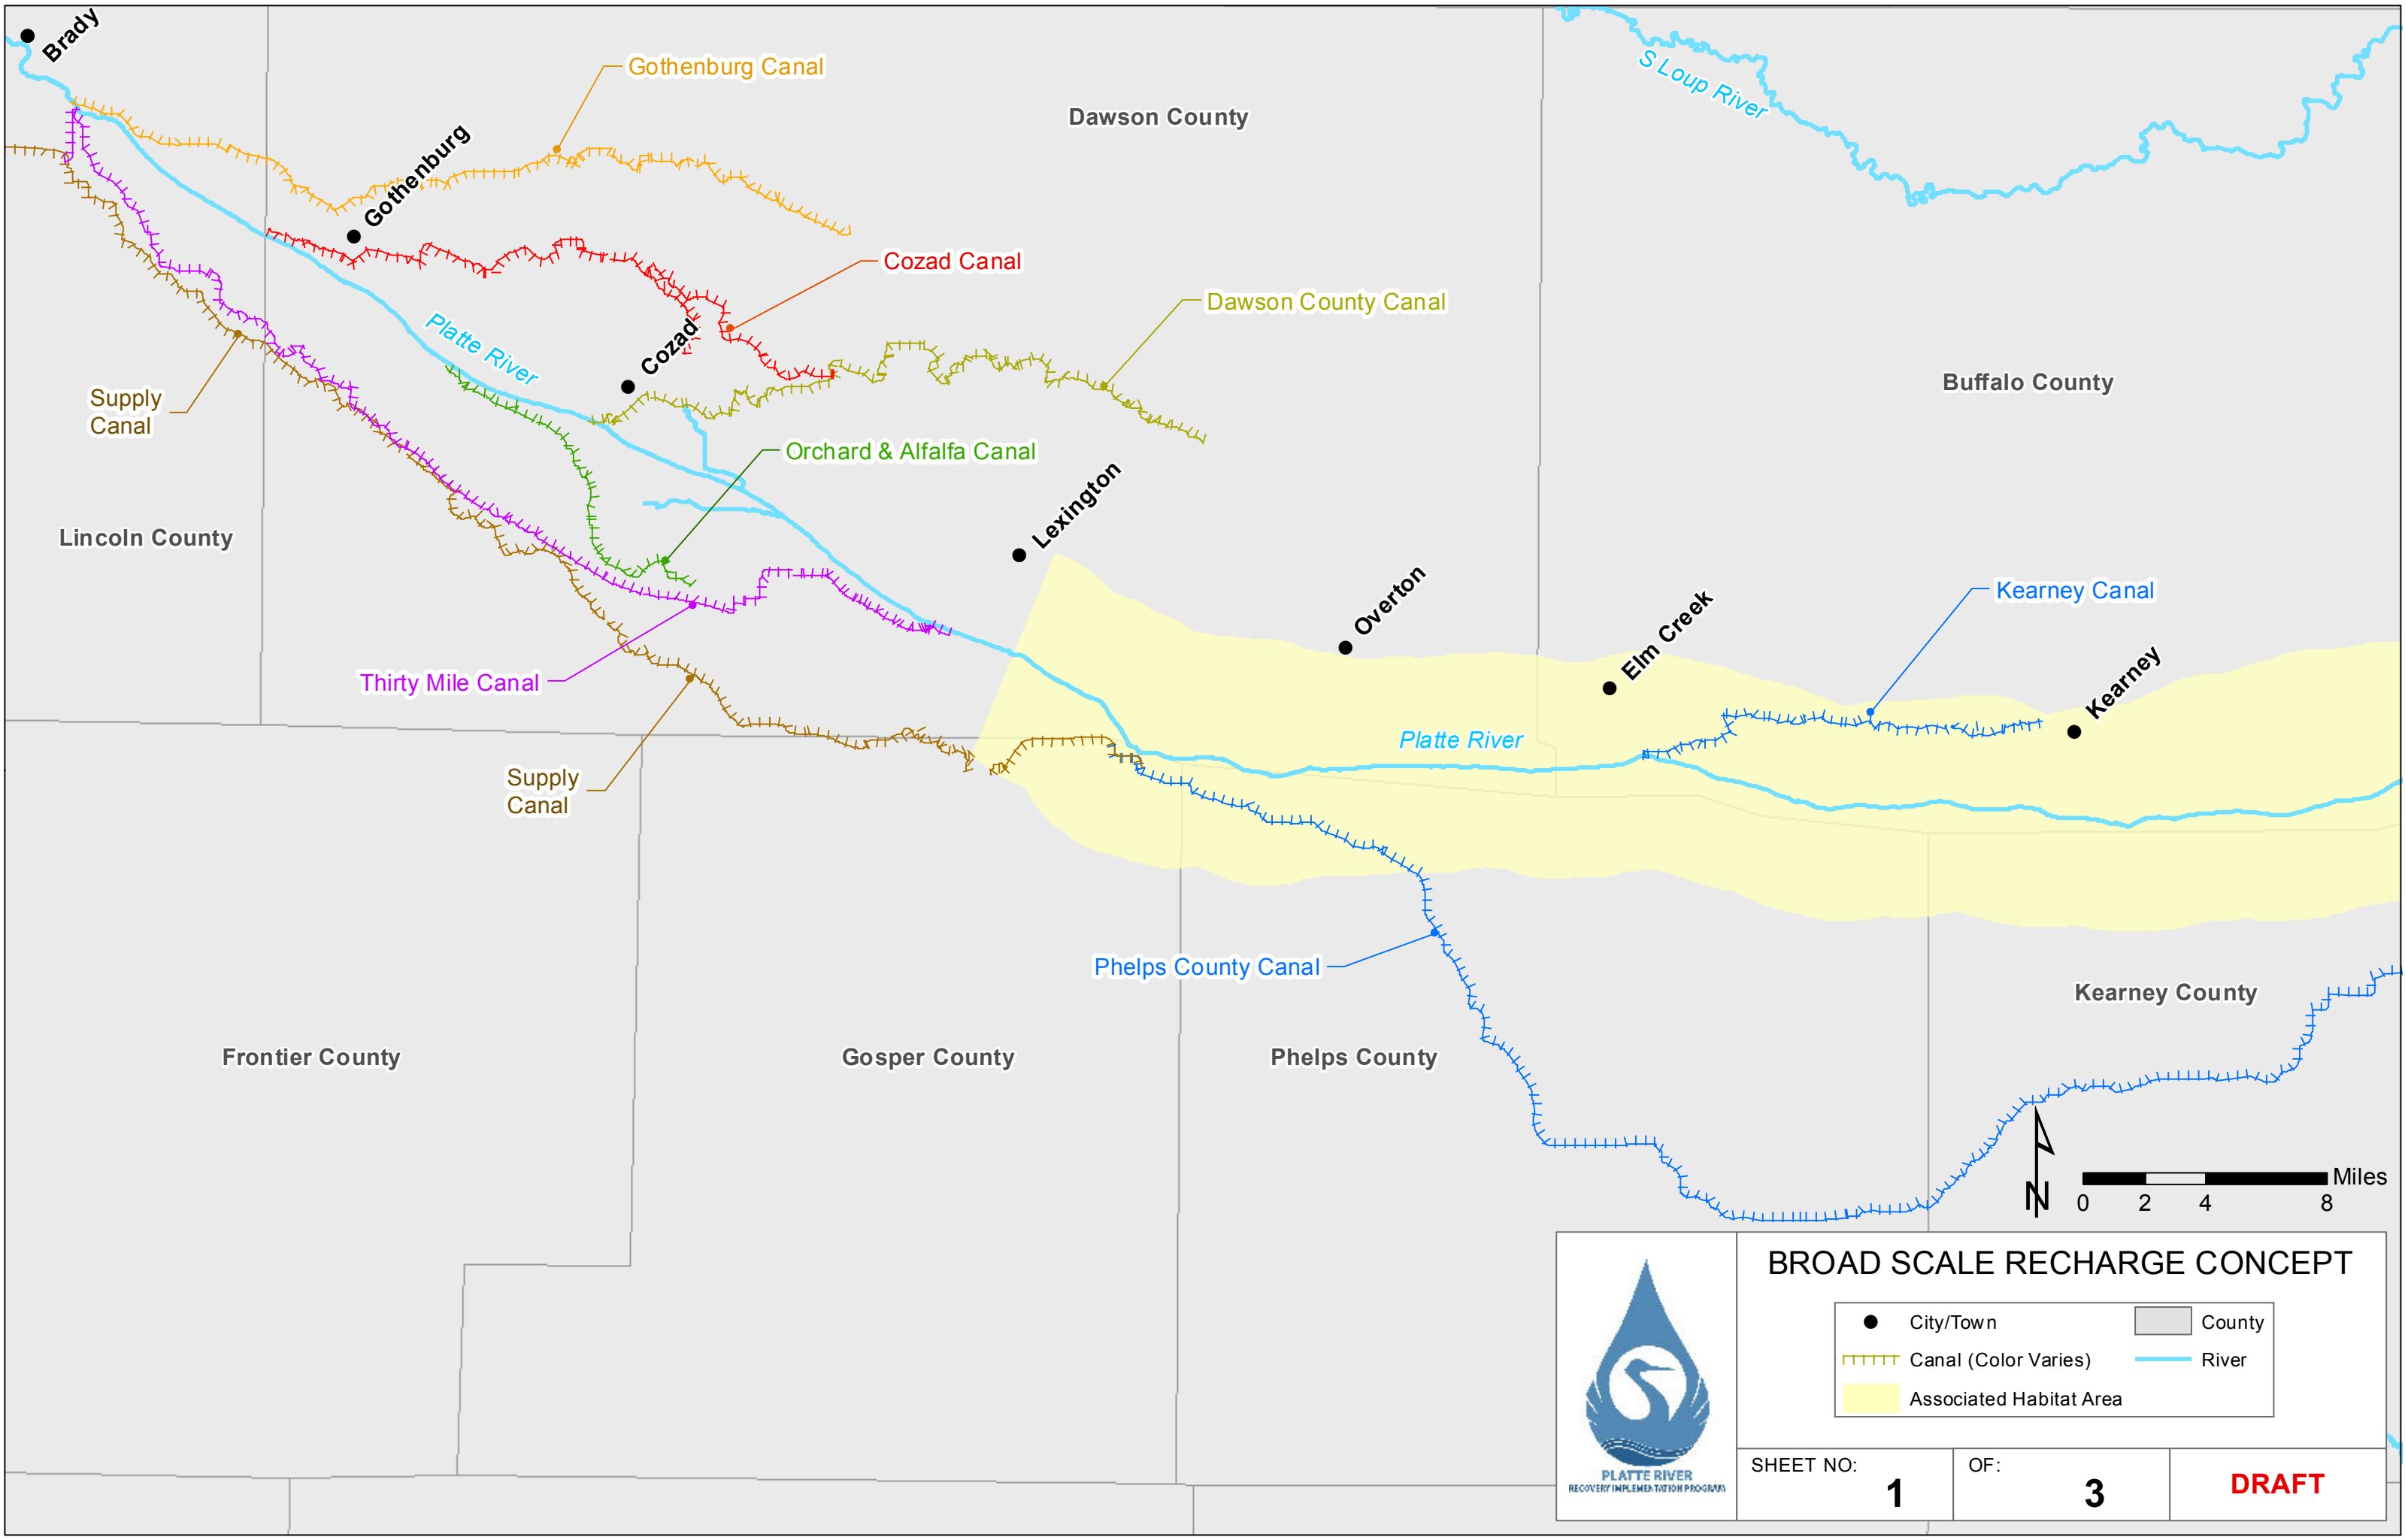 Brady
Gothenburg Canal
S Loup River
Dawson County
Gothenburg
Cozad Canal
Dawson County Canal
Platte River
Cozad
Buffalo County
Supply
Canal
Orchard & Alfalfa Canal
Lexington
Lincoln County
Overton
Elm Creek
Kearney Canal
Kearney
Thirty Mile Canal
Platte River
Supply
Canal
Phelps County Canal
Kearney County
Frontier County
Gosper County
Phelps County
N
Miles
0 2 4 8
BROAD SCALE RECHARGE CONCEPT
City/Town
County
Canal (Color Varies)
River
Associated Habitat Area
PLATTE RIVER
RECOVERY IMPLEMENTATION PROGRAM
SHEET NO:
1
OF:
3
DRAFT